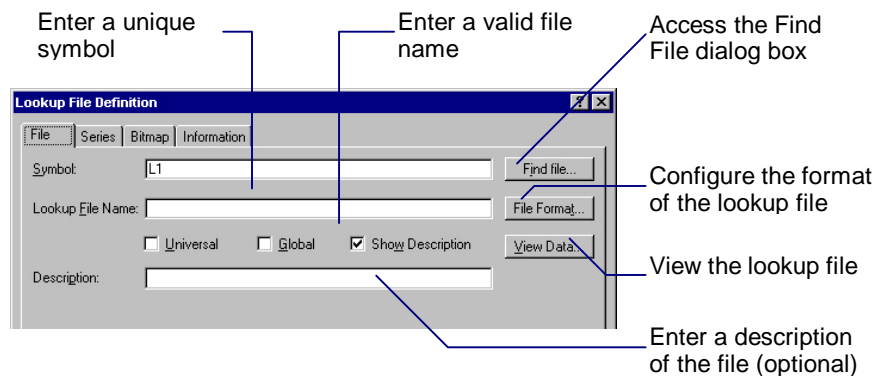 Enter a unique
symbol
Enter a valid file
name
Access the Find
File dialog box
Lookup File Definition
File Series Bitmap Information
Symbol: L1 Find file...
Configure the format
of the lookup file
Lookup File Name: File Format...
Universal Global Show Description View Data...
View the lookup file
Description:
Enter a description
of the file (optional)